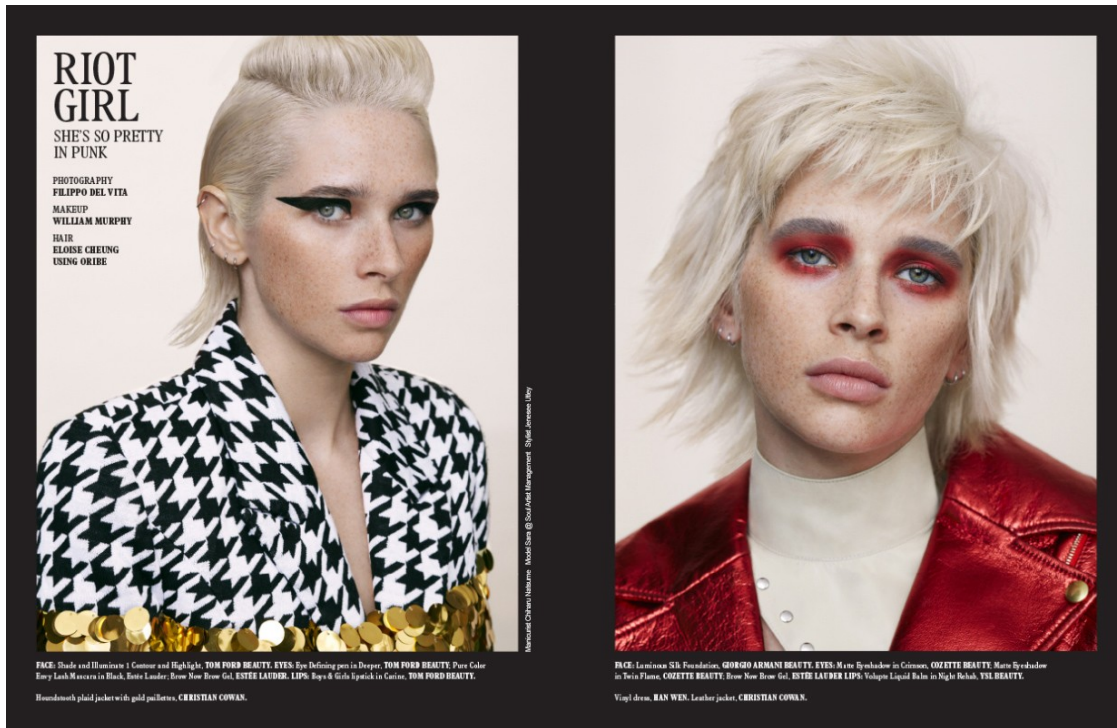 RIOT
GIRL
SHE'S SO PRETTY
IN PUNK
PHOTOGRAPHY
FILIPPO DEL VITA
MAKEUP
WILLIAM MURPHY
HAIR
ELOISE CHEUNG
USING ORIBE
Manicurist Chiharu Natsume Model Sara @ Soul Artist Management Stylist Jenesee Utley
FACE: Shade and Illuminate 1 Contour and Highlight, TOM FORD BEAUTY. EYES: Eye Defining pen in Deeper, TOM FORD BEAUTY; Pure Color
Envy Lash Mascara in Black, Estée Lauder; Brow Now Brow Gel, ESTÉE LAUDER. LIPS: Boys & Girls lipstick in Carine, TOM FORD BEAUTY.
Houndstooth plaid jacket with gold paillettes, CHRISTIAN COWAN.
FACE: Luminous Silk Foundation, GIORGIO ARMANI BEAUTY. EYES: Matte Eyeshadow in Crimson, COZETTE BEAUTY; Matte Eyeshadow
in Twin Flame, COZETTE BEAUTY; Brow Now Brow Gel, ESTÉE LAUDER LIPS: Volupte Liquid Balm in Night Rehab, YSL BEAUTY.
Vinyl dress, HAN WEN. Leather jacket, CHRISTIAN COWAN.